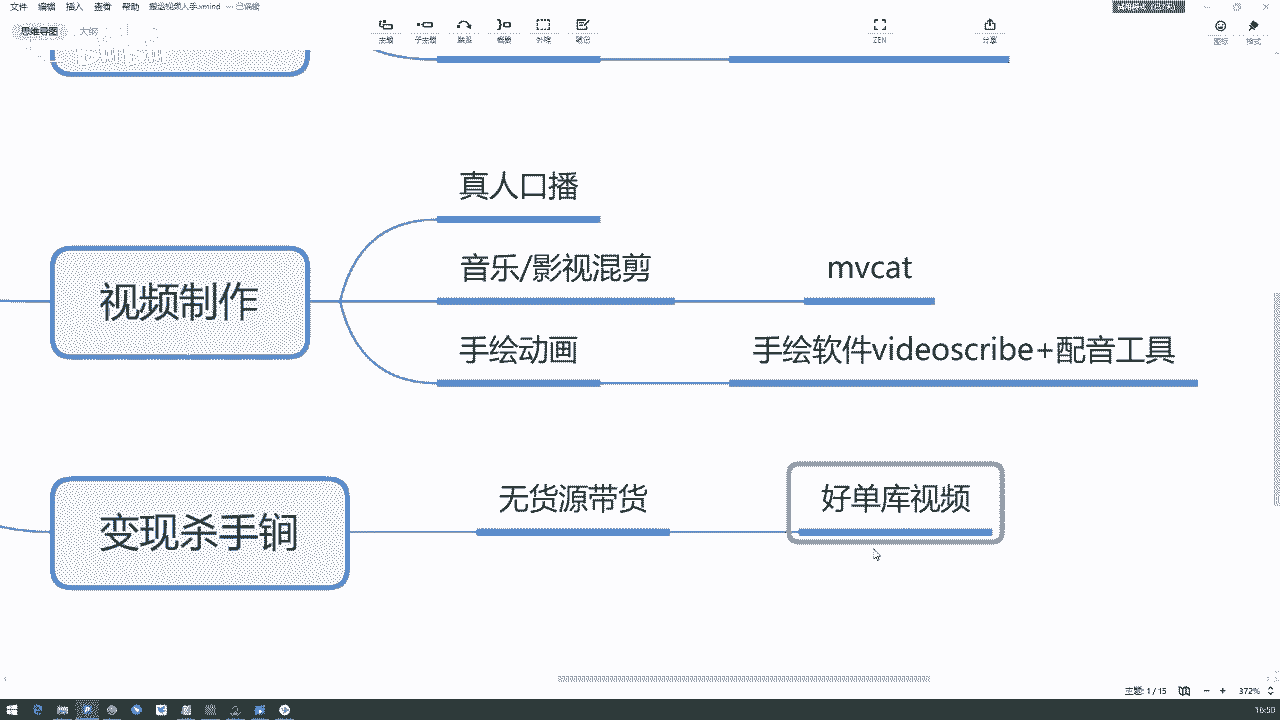 文件 编辑 插入 查看 帮助
思维导图 大纲
主题 子主题 联系 概要 外框 笔记 ZEN 分享 图标 格式
真人口播
音乐/影视混剪 mvcat
视频制作
手绘动画 手绘软件videoscribe+配音工具
无货源带货 好单库视频
变现杀手锏
主题: 1 / 15 372%
16:50